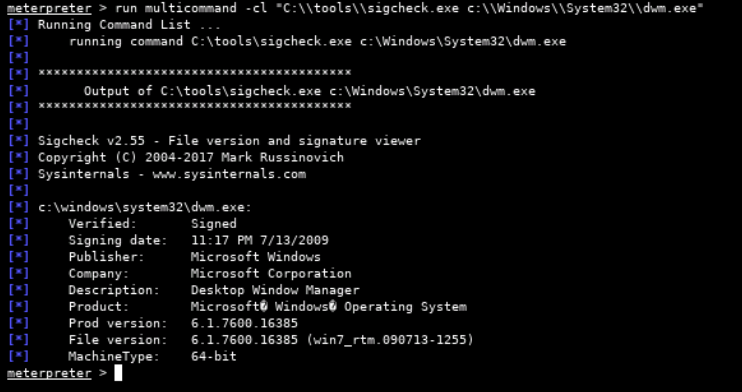 meterpreter > run multicommand -cl "C:\\tools\\sigcheck.exe c:\\Windows\\System32\\dwm.exe"
[*] Running Command List ...
[*]     running command C:\tools\sigcheck.exe c:\Windows\System32\dwm.exe
[*]
[*] *****************************************
[*]       Output of C:\tools\sigcheck.exe c:\Windows\System32\dwm.exe
[*] *****************************************
[*]
[*] Sigcheck v2.55 - File version and signature viewer
[*] Copyright (C) 2004-2017 Mark Russinovich
[*] Sysinternals - www.sysinternals.com
[*]
[*] c:\windows\system32\dwm.exe:
[*]     Verified:       Signed
[*]     Signing date:   11:17 PM 7/13/2009
[*]     Publisher:      Microsoft Windows
[*]     Company:        Microsoft Corporation
[*]     Description:    Desktop Window Manager
[*]     Product:        Microsoft� Windows� Operating System
[*]     Prod version:   6.1.7600.16385
[*]     File version:   6.1.7600.16385 (win7_rtm.090713-1255)
[*]     MachineType:    64-bit
meterpreter >